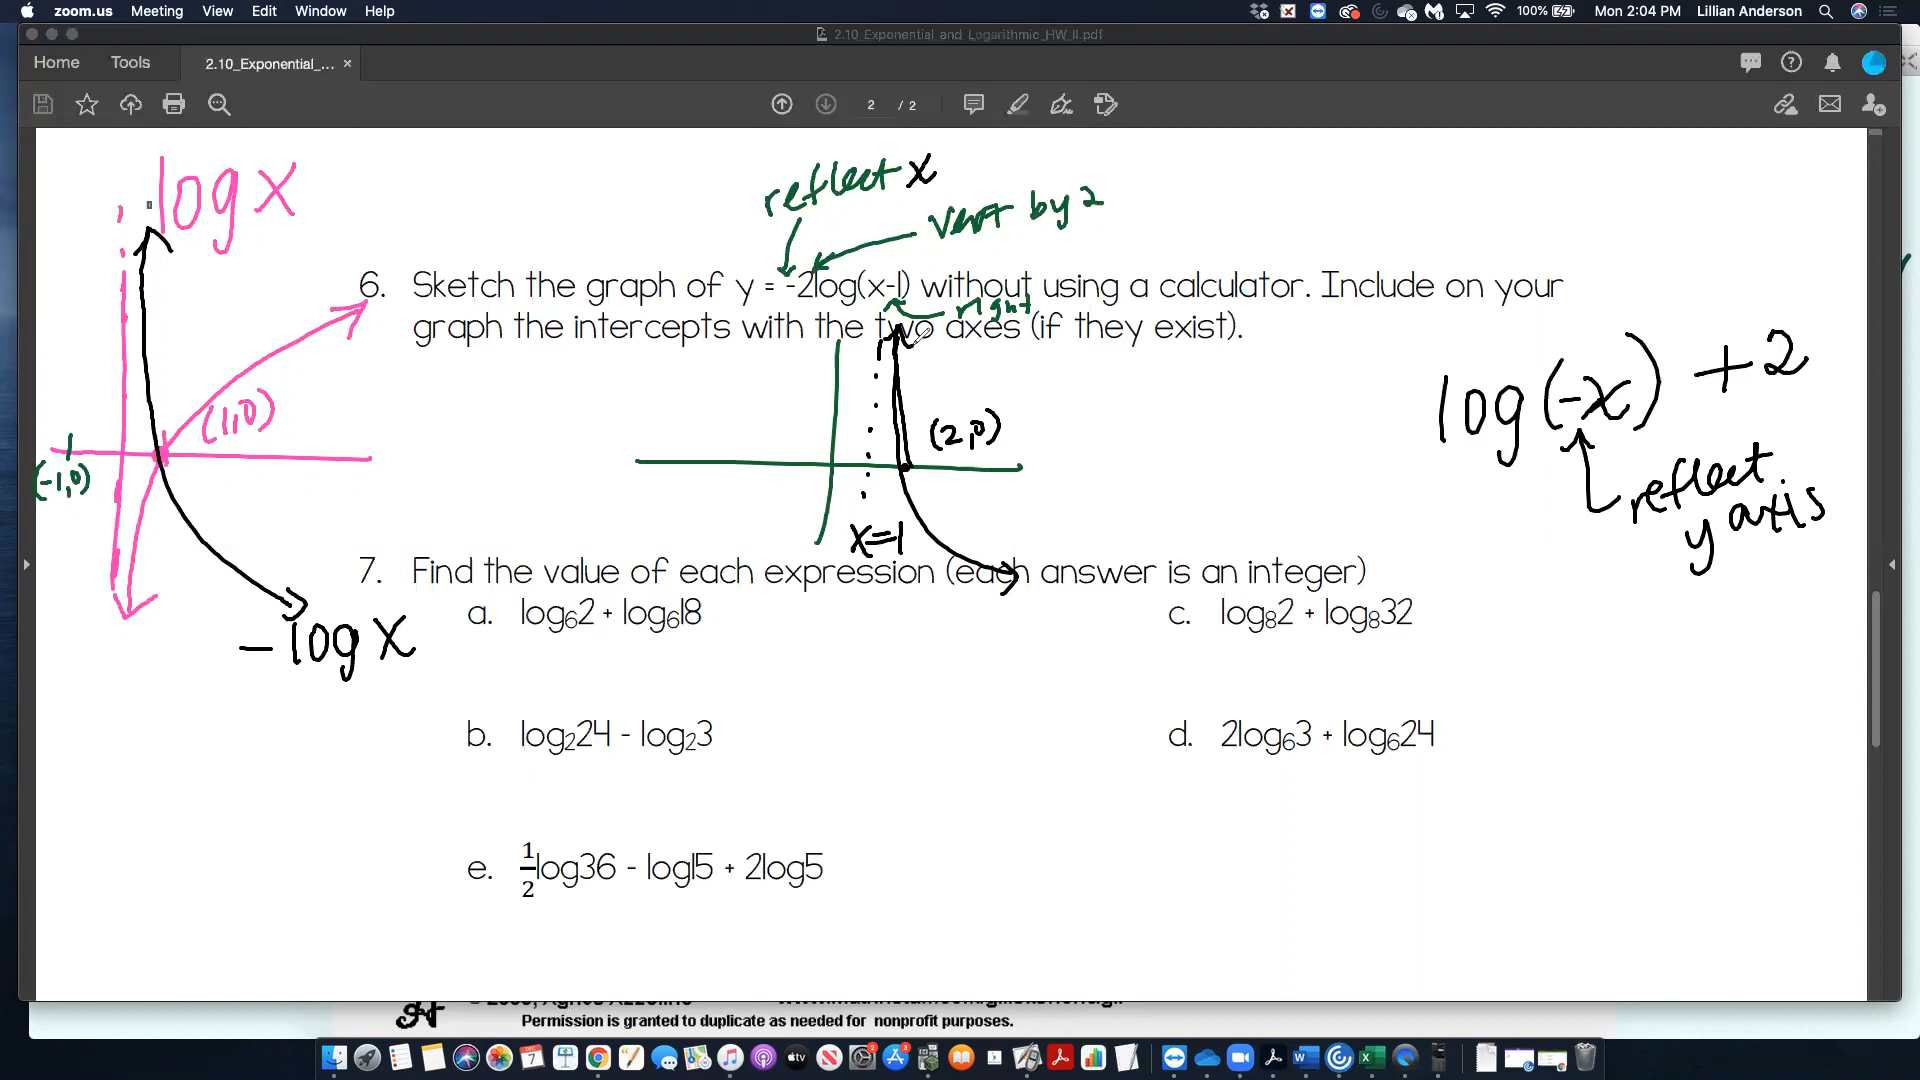 zoom.us Meeting View Edit Window Help 100% Mon 2:04 PM Lillian Anderson
2.10_Exponential_and_Logarithmic_HW_II.pdf
Home Tools 2.10_Exponential_... ×
2 / 2
log x
reflect x
vert by 2
6. Sketch the graph of y = -2log(x-1) without using a calculator. Include on your
right
graph the intercepts with the two axes (if they exist).
log(-x) + 2
(1,0)
(2,0)
(-1,0)
reflect
y axis
x=1
7. Find the value of each expression (each answer is an integer)
a. log₆2 + log₆18
c. log₈2 + log₈32
- log x
b. log₂24 - log₂3
d. 2log₆3 + log₆24
e. 1/2log36 - log15 + 2log5
Permission is granted to duplicate as needed for nonprofit purposes.